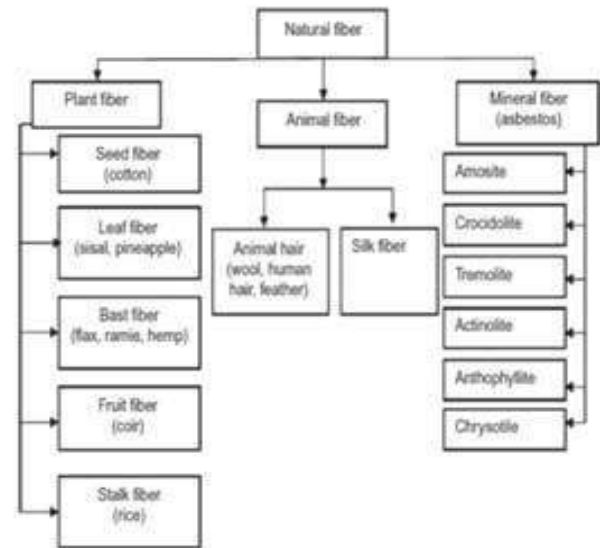 Natural fiber
Plant fiber
Seed fiber
(cotton)
Leaf fiber
(sisal, pineapple)
Bast fiber
(flax, ramie, hemp)
Fruit fiber
(coir)
Stalk fiber
(rice)
Animal fiber
Animal hair
(wool, human
hair, feather)
Silk fiber
Mineral fiber
(asbestos)
Amosite
Crocidolite
Tremolite
Actinolite
Anthophyllite
Chrysotile